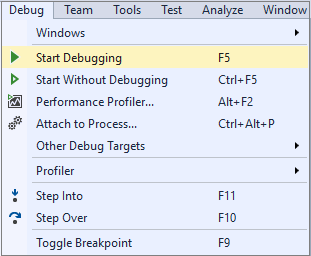 Debug Team Tools Test Analyze Window
Windows
Start Debugging F5
Start Without Debugging Ctrl+F5
Performance Profiler... Alt+F2
Attach to Process... Ctrl+Alt+P
Other Debug Targets
Profiler
Step Into F11
Step Over F10
Toggle Breakpoint F9